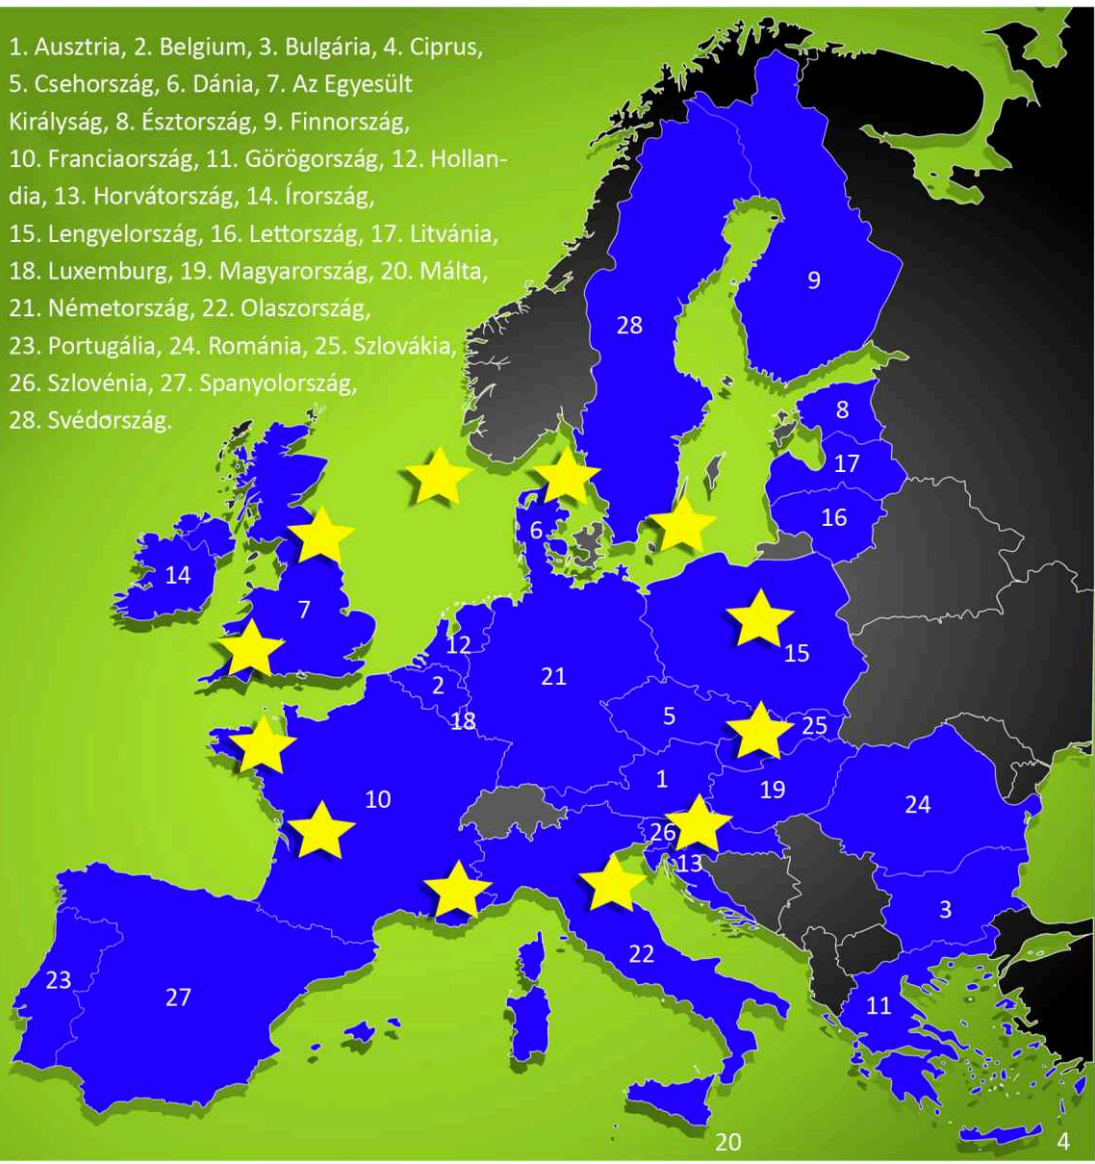 1. Ausztria, 2. Belgium, 3. Bulgária, 4. Ciprus,
5. Csehország, 6. Dánia, 7. Az Egyesült
Királyság, 8. Észtország, 9. Finnország,
10. Franciaország, 11. Görögország, 12. Hollan-
dia, 13. Horvátország, 14. Írország,
15. Lengyelország, 16. Lettország, 17. Litvánia,
18. Luxemburg, 19. Magyarország, 20. Málta,
21. Németország, 22. Olaszország,
23. Portugália, 24. Románia, 25. Szlovákia,
26. Szlovénia, 27. Spanyolország,
28. Svédország.
9
28
8
17
16
6
14
7
12
15
21
2
5
18
25
1
19
10
24
26
13
3
22
23
27
11
20
4